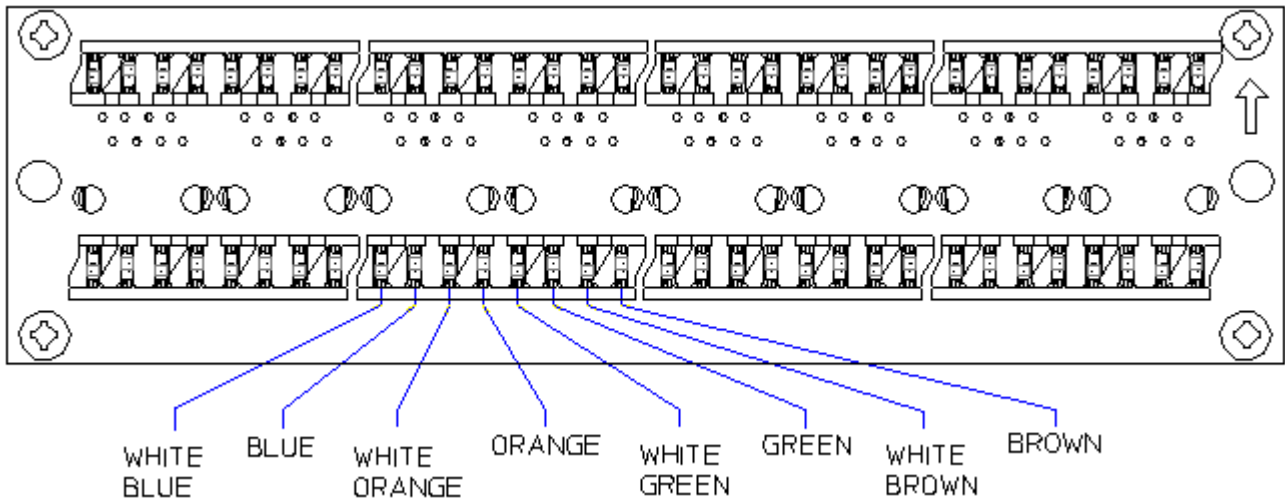 WHITE
BLUE
BLUE
WHITE
ORANGE
ORANGE
WHITE
GREEN
GREEN
WHITE
BROWN
BROWN